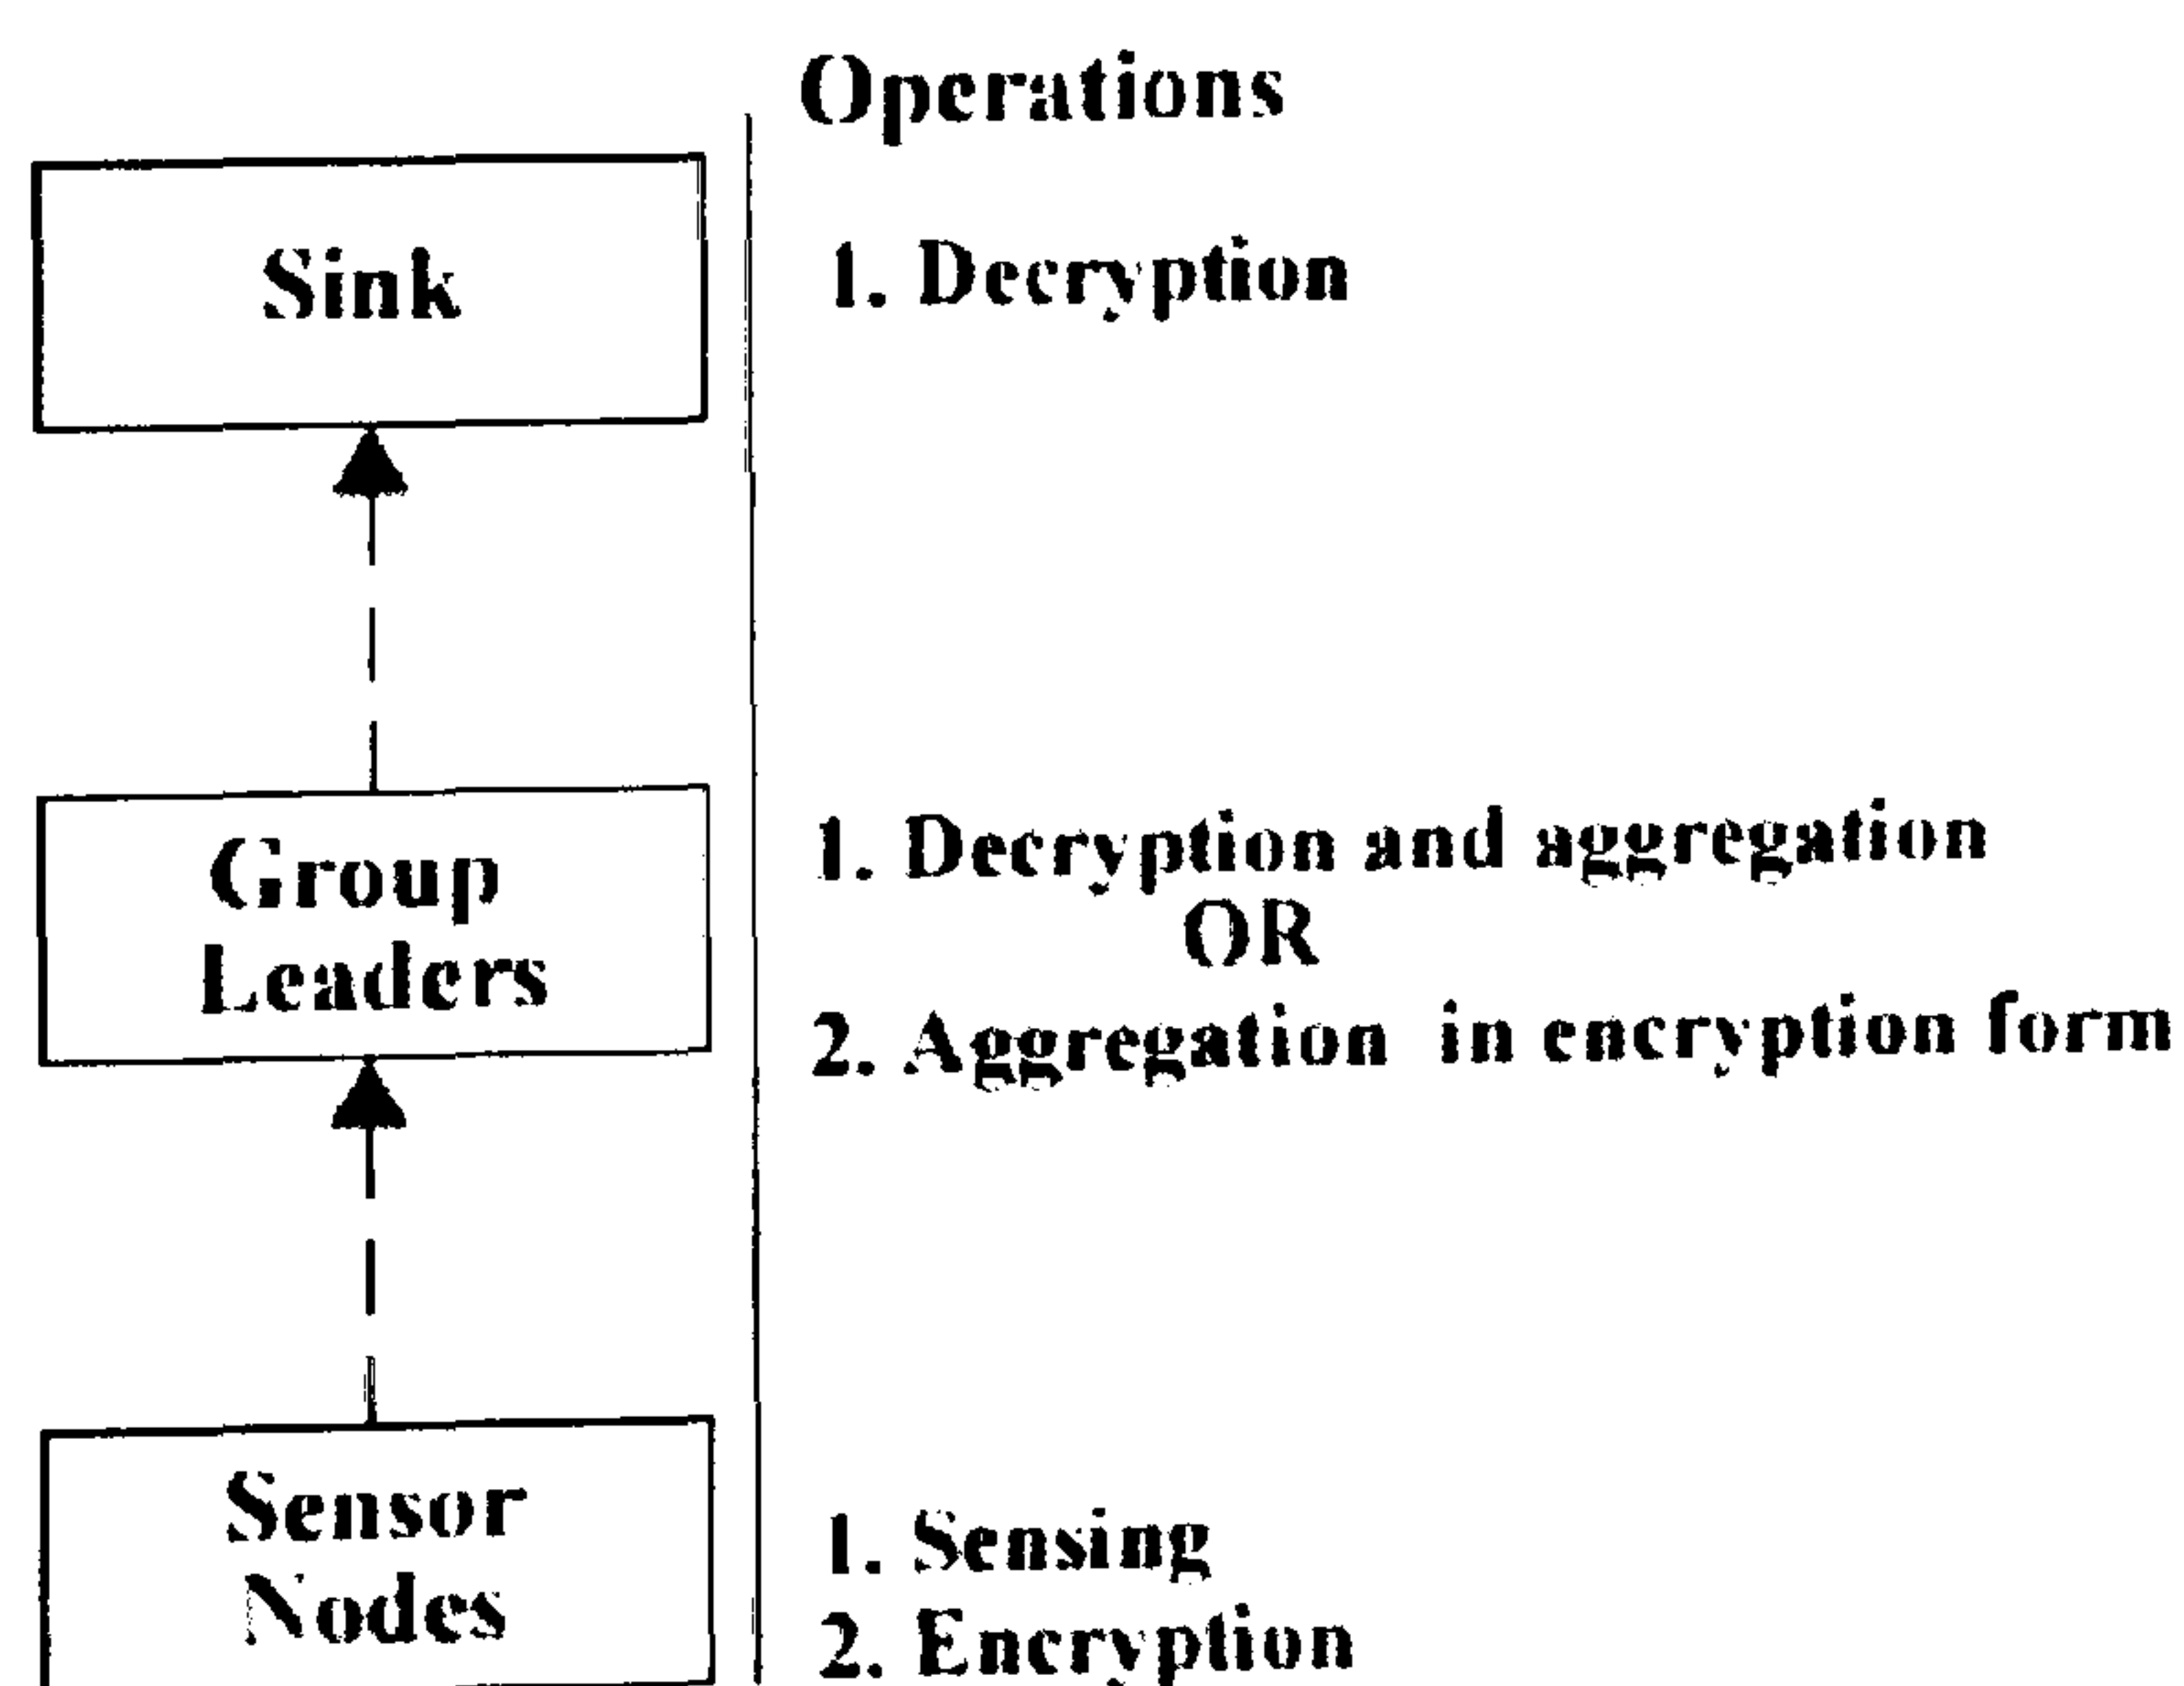 Operations
Sink
1. Decryption
Group
Leaders
1. Decryption and aggregation
OR
2. Aggregation in encryption form
Sensor
Nodes
1. Sensing
2. Encryption